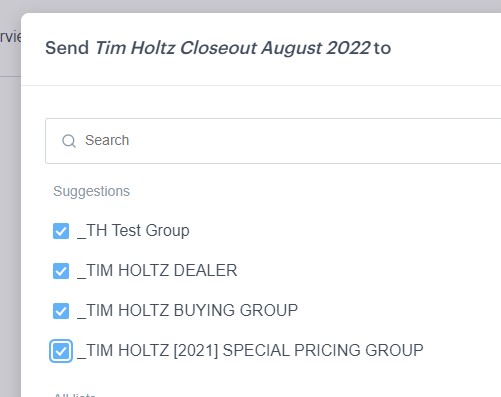 Send Tim Holtz Closeout August 2022 to
Search
Suggestions
_TH Test Group
_TIM HOLTZ DEALER
_TIM HOLTZ BUYING GROUP
_TIM HOLTZ [2021] SPECIAL PRICING GROUP